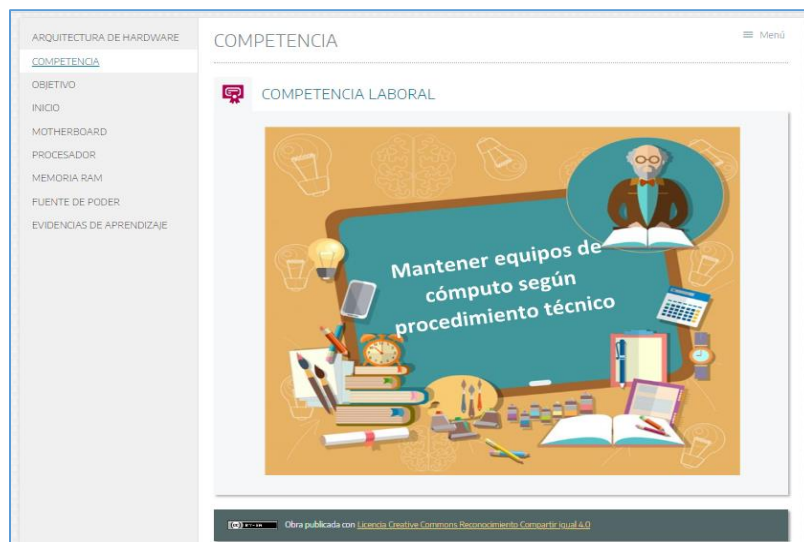 ARQUITECTURA DE HARDWARE
COMPETENCIA
OBJETIVO
INICIO
MOTHERBOARD
PROCESADOR
MEMORIA RAM
FUENTE DE PODER
EVIDENCIAS DE APRENDIZAJE
COMPETENCIA
Menú
COMPETENCIA LABORAL
Mantener equipos de
cómputo según
procedimiento técnico
Obra publicada con Licencia Creative Commons Reconocimiento Compartir igual 4.0